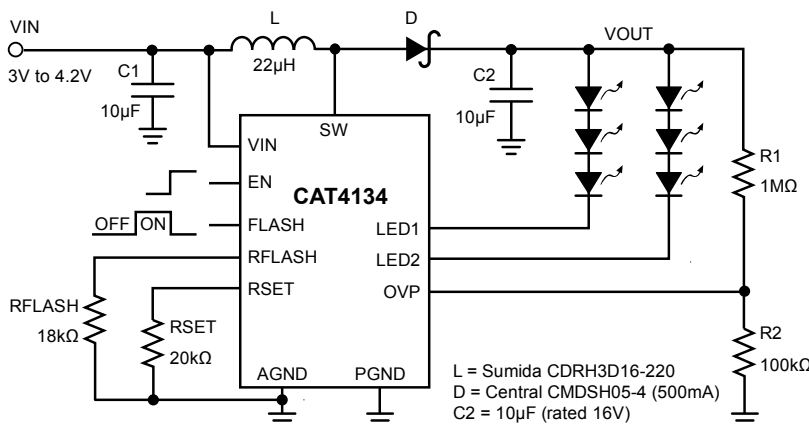 L
D
VIN
VOUT
3V to 4.2V
C1
10µF
22µH
C2
10µF
SW
VIN
EN
CAT4134
OFF ON
FLASH
RFLASH
RSET
LED1
LED2
OVP
R1
1MΩ
RFLASH
18kΩ
RSET
20kΩ
AGND
PGND
R2
100kΩ
L = Sumida CDRH3D16-220
D = Central CMDSH05-4 (500mA)
C2 = 10µF (rated 16V)